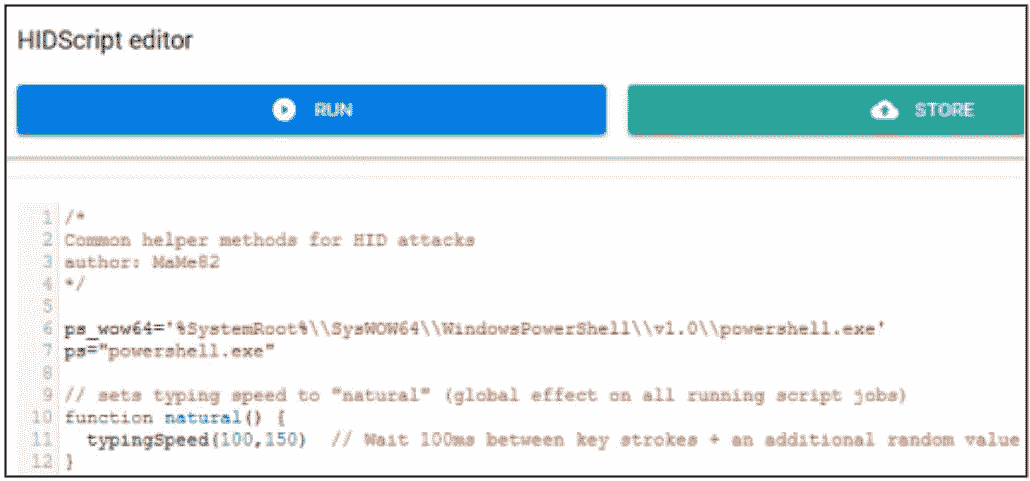 HIDScript editor
RUN
STORE
1 /*
2 Common helper methods for HID attacks
3 author: MaMe82
4 */
5
6 ps_wow64='%SystemRoot%\\SysWOW64\\WindowsPowerShell\\v1.0\\powershell.exe'
7 ps="powershell.exe"
8
9 // sets typing speed to "natural" (global effect on all running script jobs)
10 function natural() {
11 typingSpeed(100,150) // Wait 100ms between key strokes + an additional random value
12 }